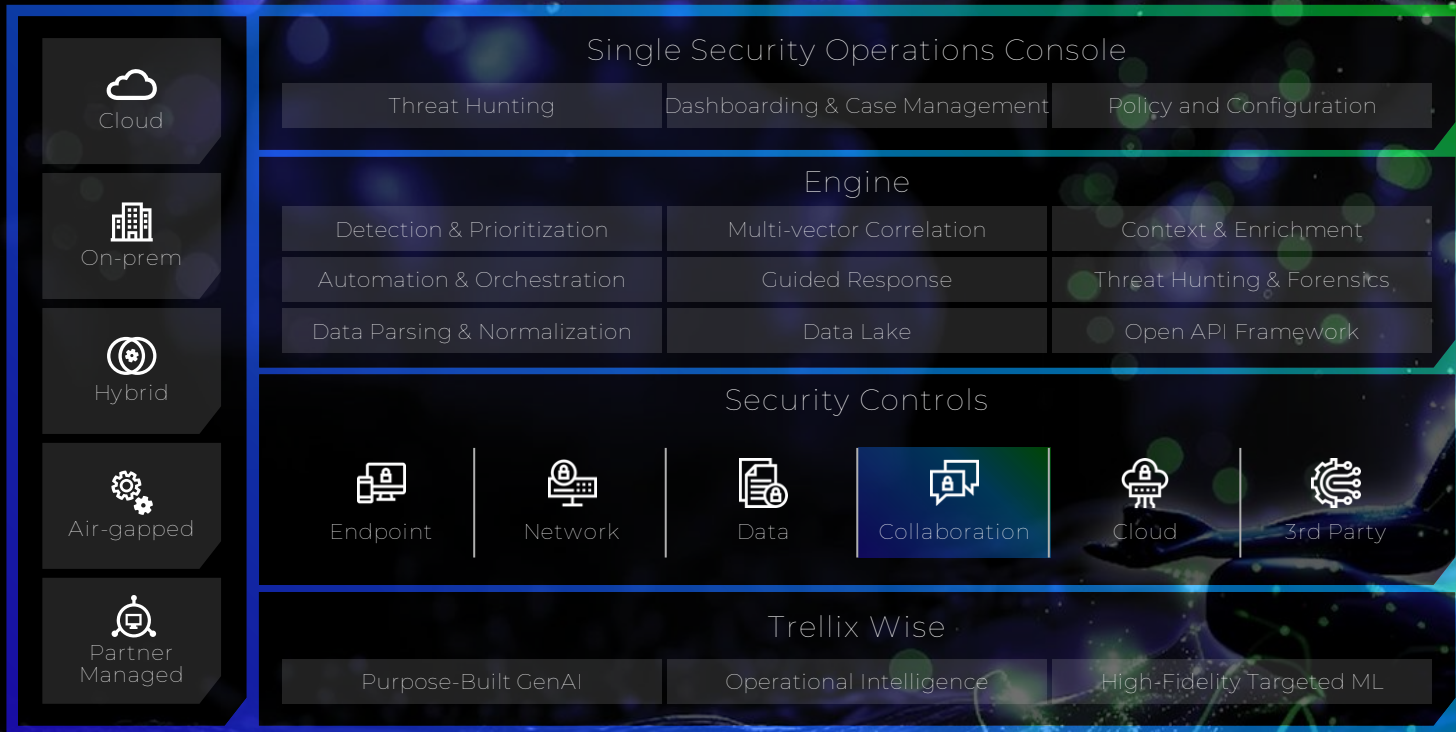 Cloud
On-prem
Hybrid
Air-gapped
Partner
Managed
Single Security Operations Console
Threat Hunting
Dashboarding & Case Management
Policy and Configuration
Engine
Detection & Prioritization
Multi-vector Correlation
Context & Enrichment
Automation & Orchestration
Guided Response
Threat Hunting & Forensics
Data Parsing & Normalization
Data Lake
Open API Framework
Security Controls
Endpoint
Network
Data
Collaboration
Cloud
3rd Party
Trellix Wise
Purpose-Built GenAI
Operational Intelligence
High-Fidelity Targeted ML